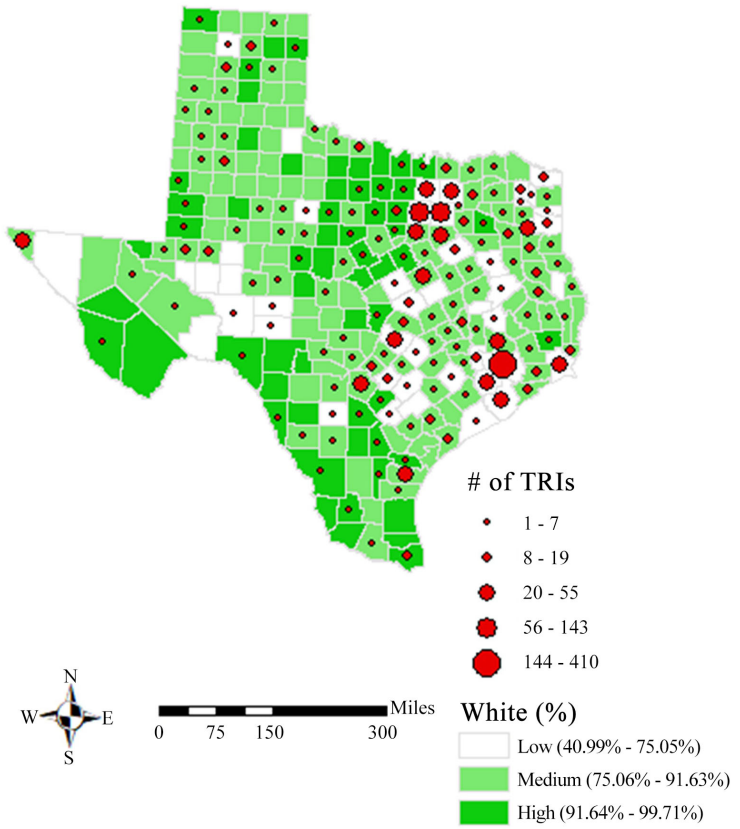 # of TRIs
1 - 7
8 - 19
20 - 55
56 - 143
144 - 410
N
W E
S
Miles
0 75 150 300
White (%)
Low (40.99% - 75.05%)
Medium (75.06% - 91.63%)
High (91.64% - 99.71%)